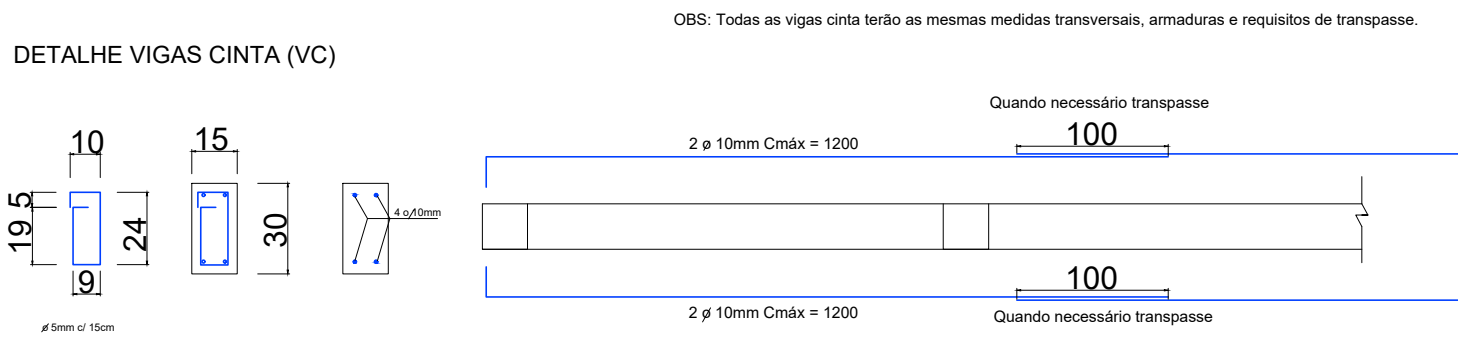 OBS: Todas as vigas cinta terão as mesmas medidas transversais, armaduras e requisitos de transpasse.
DETALHE VIGAS CINTA (VC)
Quando necessário transpasse
10
15
2 ø 10mm Cmáx = 1200
100
5
19
24
30
4 ø10mm
9
100
2 ø 10mm Cmáx = 1200
Quando necessário transpasse
ø 5mm c/ 15cm